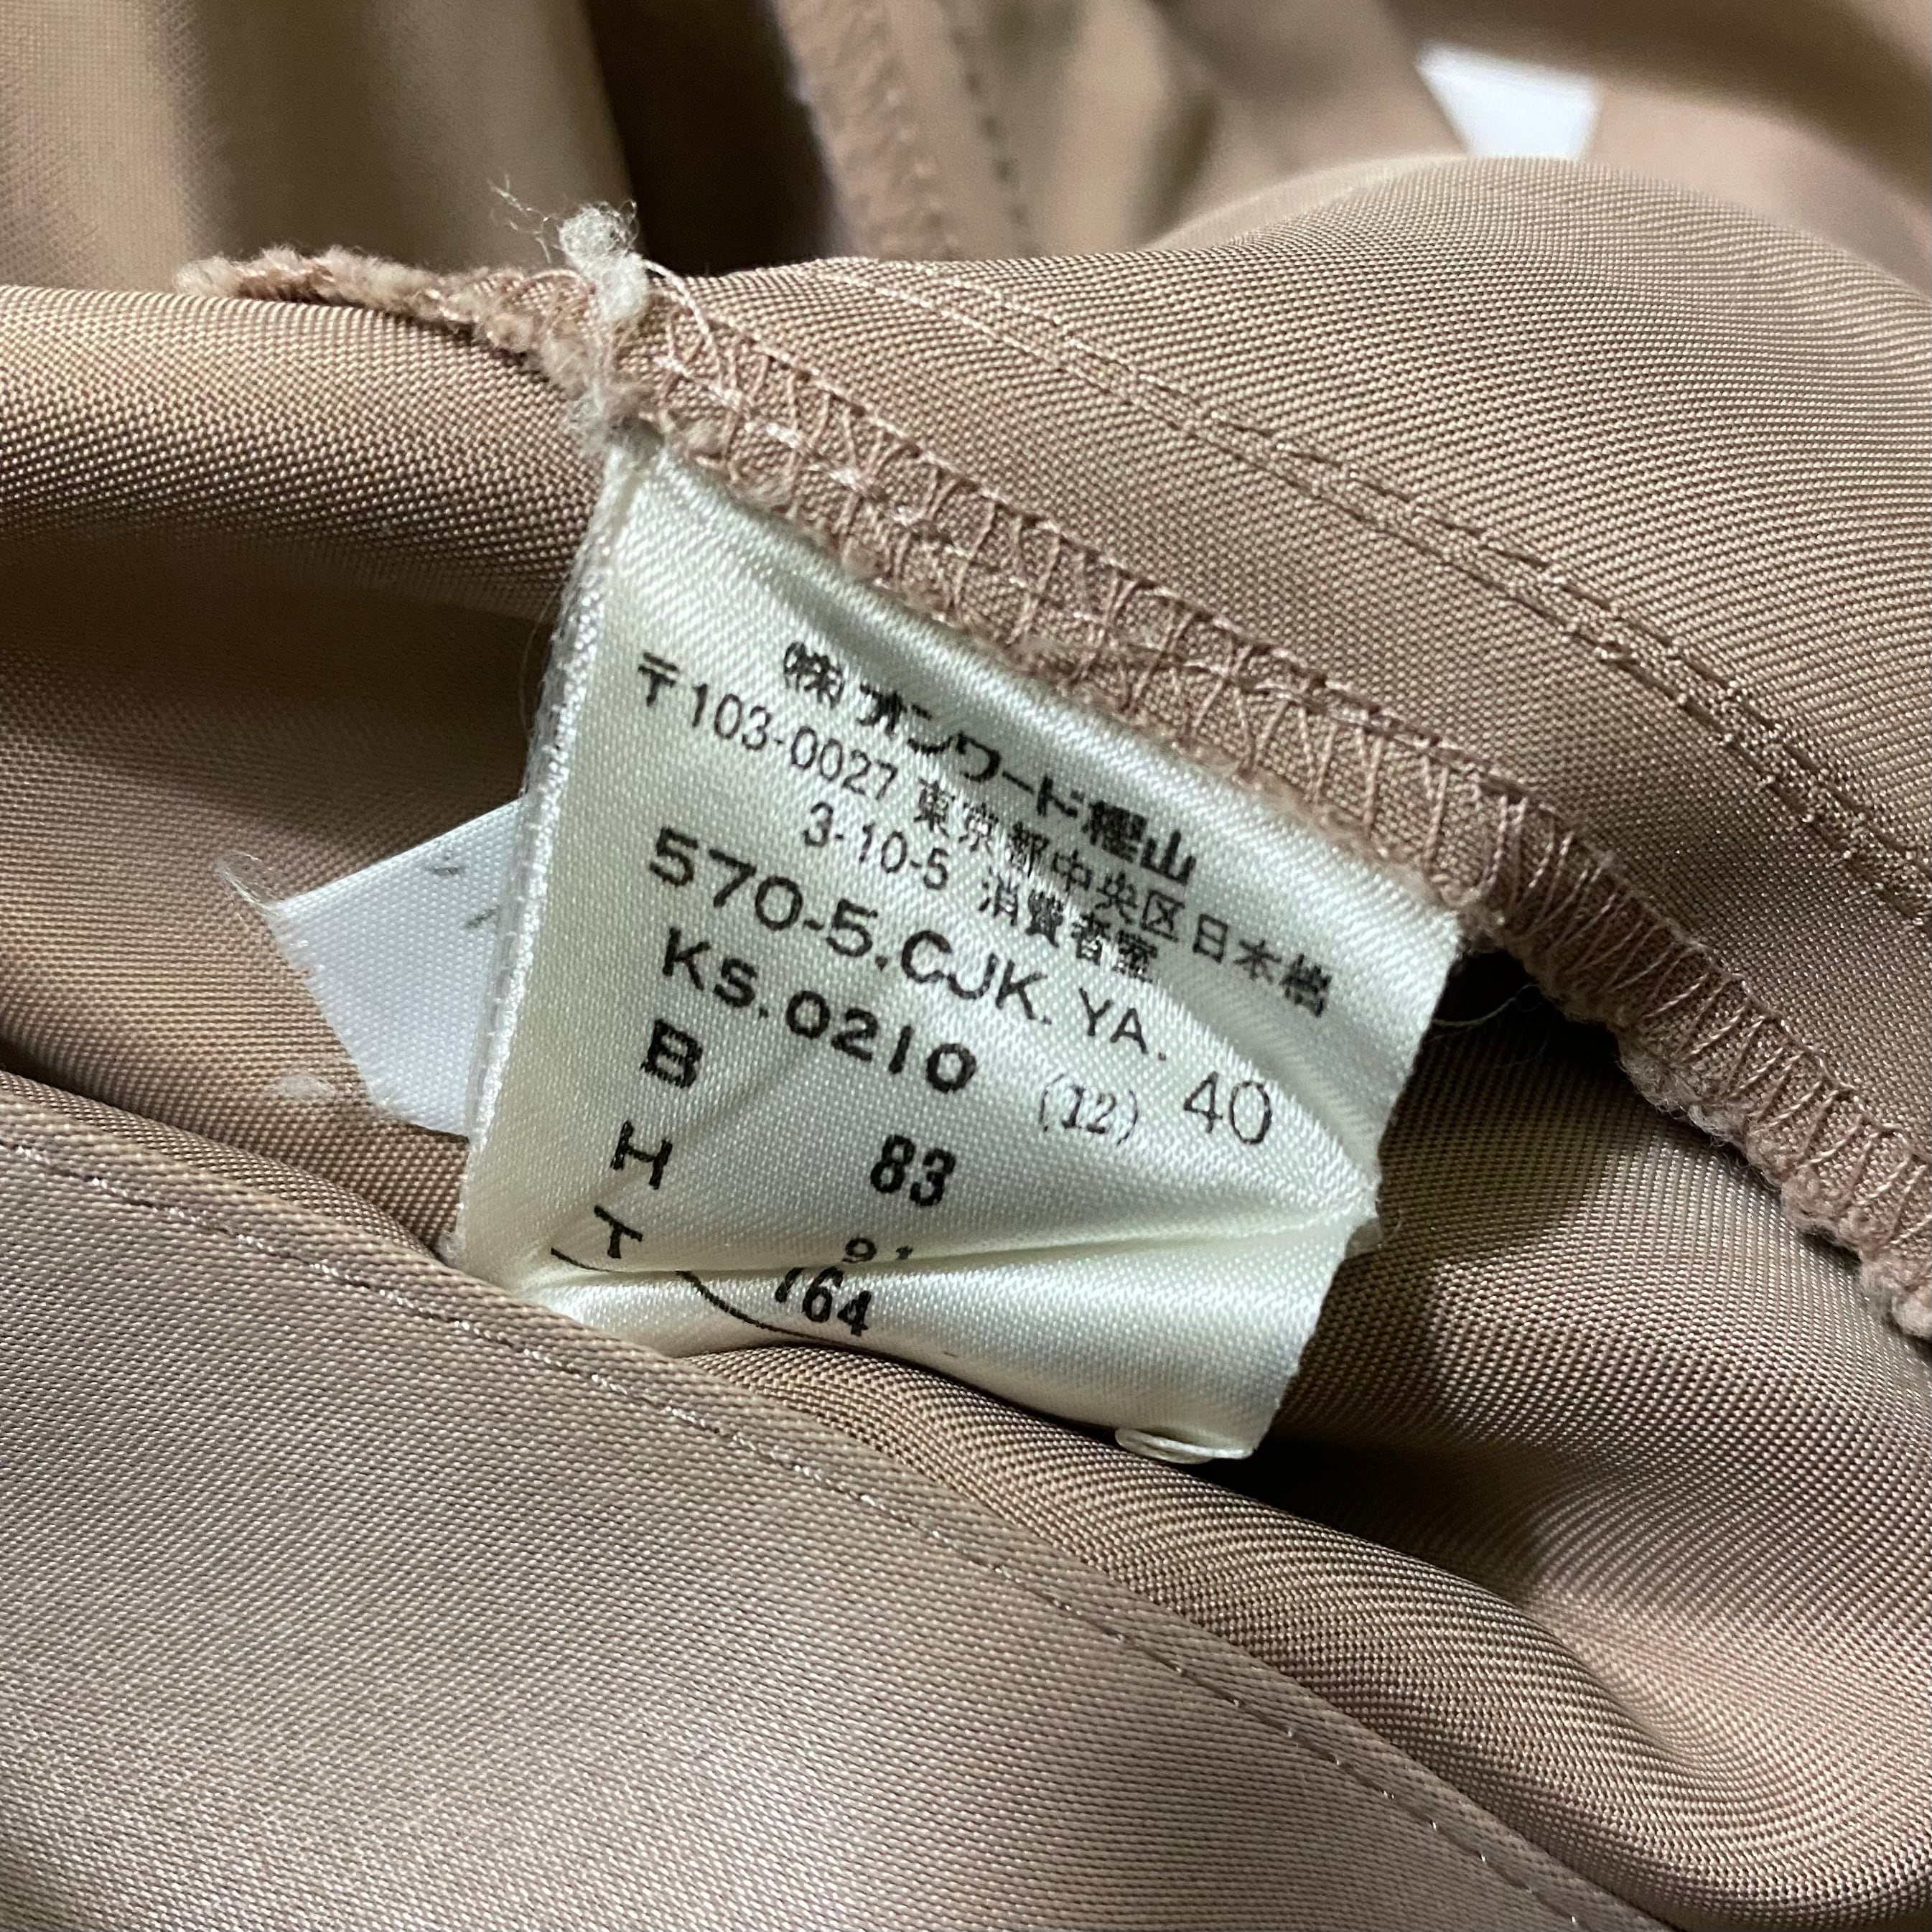 ㈱オンワード樫山
〒103-0027 東京都中央区日本橋
3-10-5 消費者室
570-5.CJK.YA.
Ks.0210 (12) 40
B 83
H 91
T 164